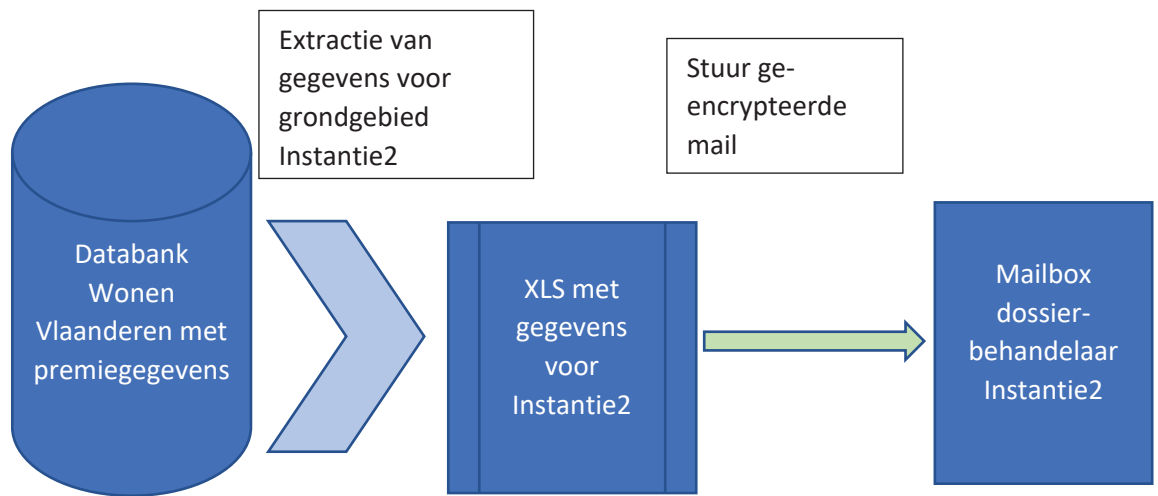 Extractie van
gegevens voor
grondgebied
Instantie2
Stuur ge-
encrypteerde
mail
Databank
Wonen
Vlaanderen met
premiegegevens
XLS met
gegevens
voor
Instantie2
Mailbox
dossier-
behandelaar
Instantie2